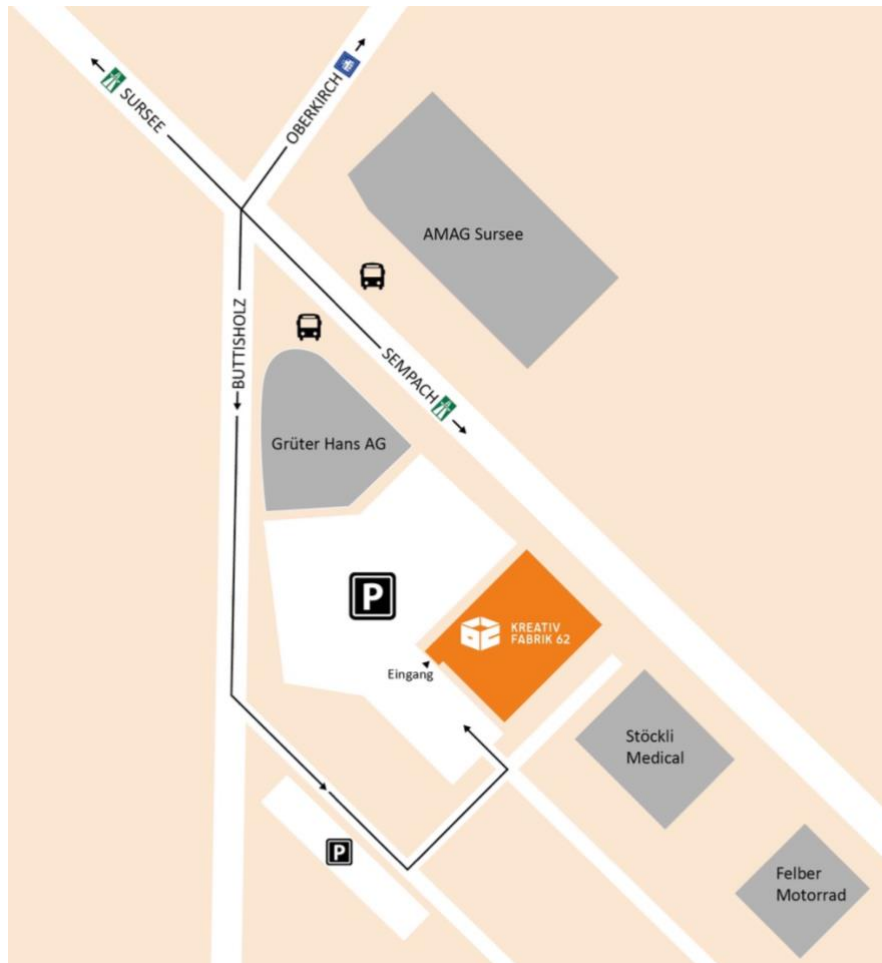 SURSEE
OBERKIRCH
AMAG Sursee
BUTTISHOLZ
SEMPACH
Grüter Hans AG
P
KREATIV
FABRIK 62
Eingang
Stöckli
Medical
P
Felber
Motorrad